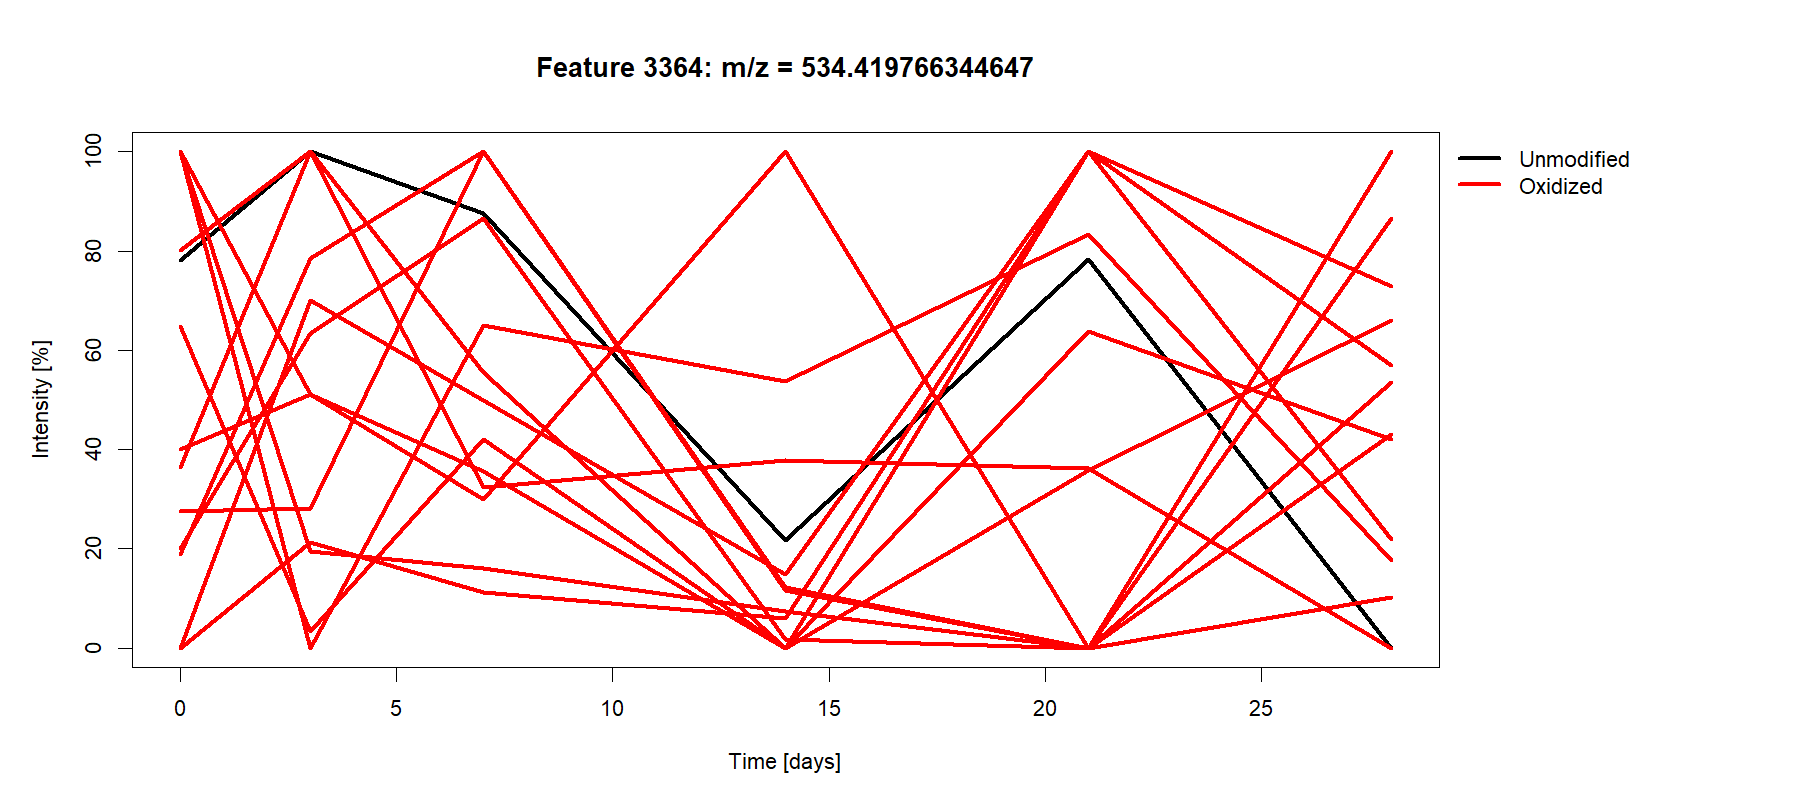 Feature 3364: m/z = 534.419766344647
Unmodified
Oxidized
Intensity [%]
100
80
60
40
20
0
0 5 10 15 20 25
Time [days]